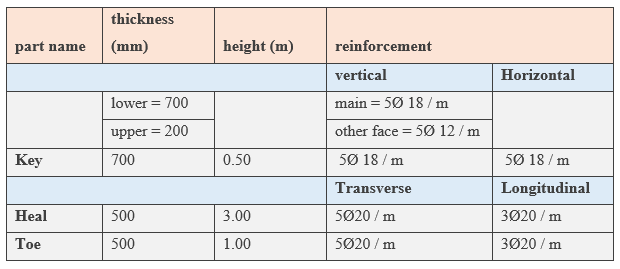 thickness
part name (mm) height (m) reinforcement
vertical Horizontal
lower = 700 main = 5Ø 18 / m
upper = 200 other face = 5Ø 12 / m
Key 700 0.50 5Ø 18 / m 5Ø 18 / m
Transverse Longitudinal
Heal 500 3.00 5Ø20 / m 3Ø20 / m
Toe 500 1.00 5Ø20 / m 3Ø20 / m